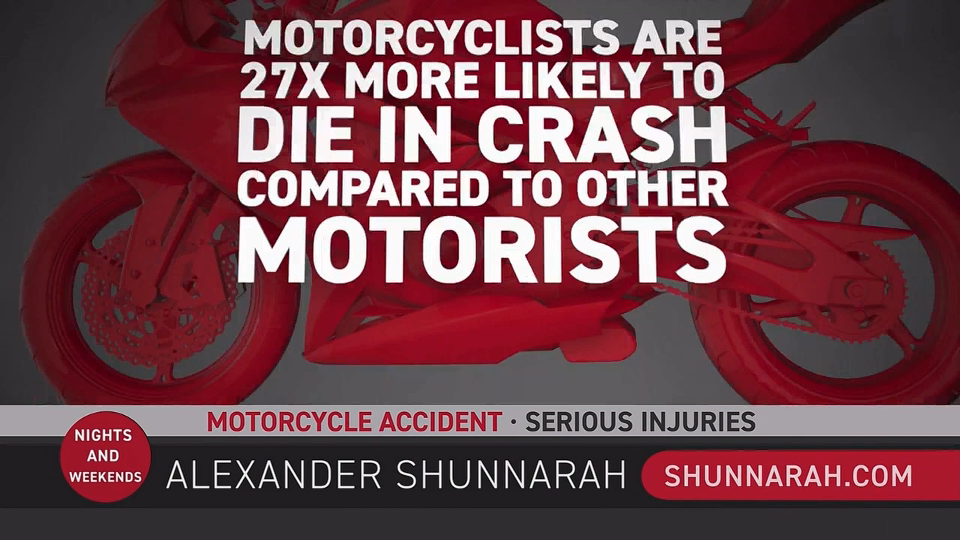 MOTORCYCLISTS ARE
27X MORE LIKELY TO
DIE IN CRASH
COMPARED TO OTHER
MOTORISTS
MOTORCYCLE ACCIDENT · SERIOUS INJURIES
NIGHTS
AND
WEEKENDS
ALEXANDER SHUNNARAH
SHUNNARAH.COM